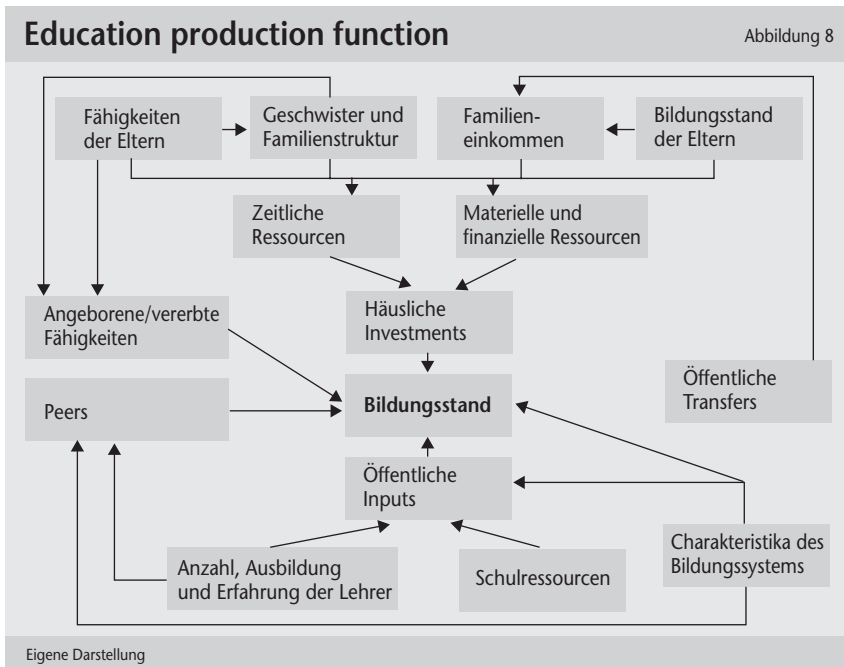 Education production function
Abbildung 8
Fähigkeiten
der Eltern
Geschwister und
Familienstruktur
Familien-
einkommen
Bildungsstand
der Eltern
Zeitliche
Ressourcen
Materielle und
finanzielle Ressourcen
Angeborene/vererbte
Fähigkeiten
Häusliche
Investments
Peers
Bildungsstand
Öffentliche
Transfers
Öffentliche
Inputs
Anzahl, Ausbildung
und Erfahrung der Lehrer
Schulressourcen
Charakteristika des
Bildungssystems
Eigene Darstellung